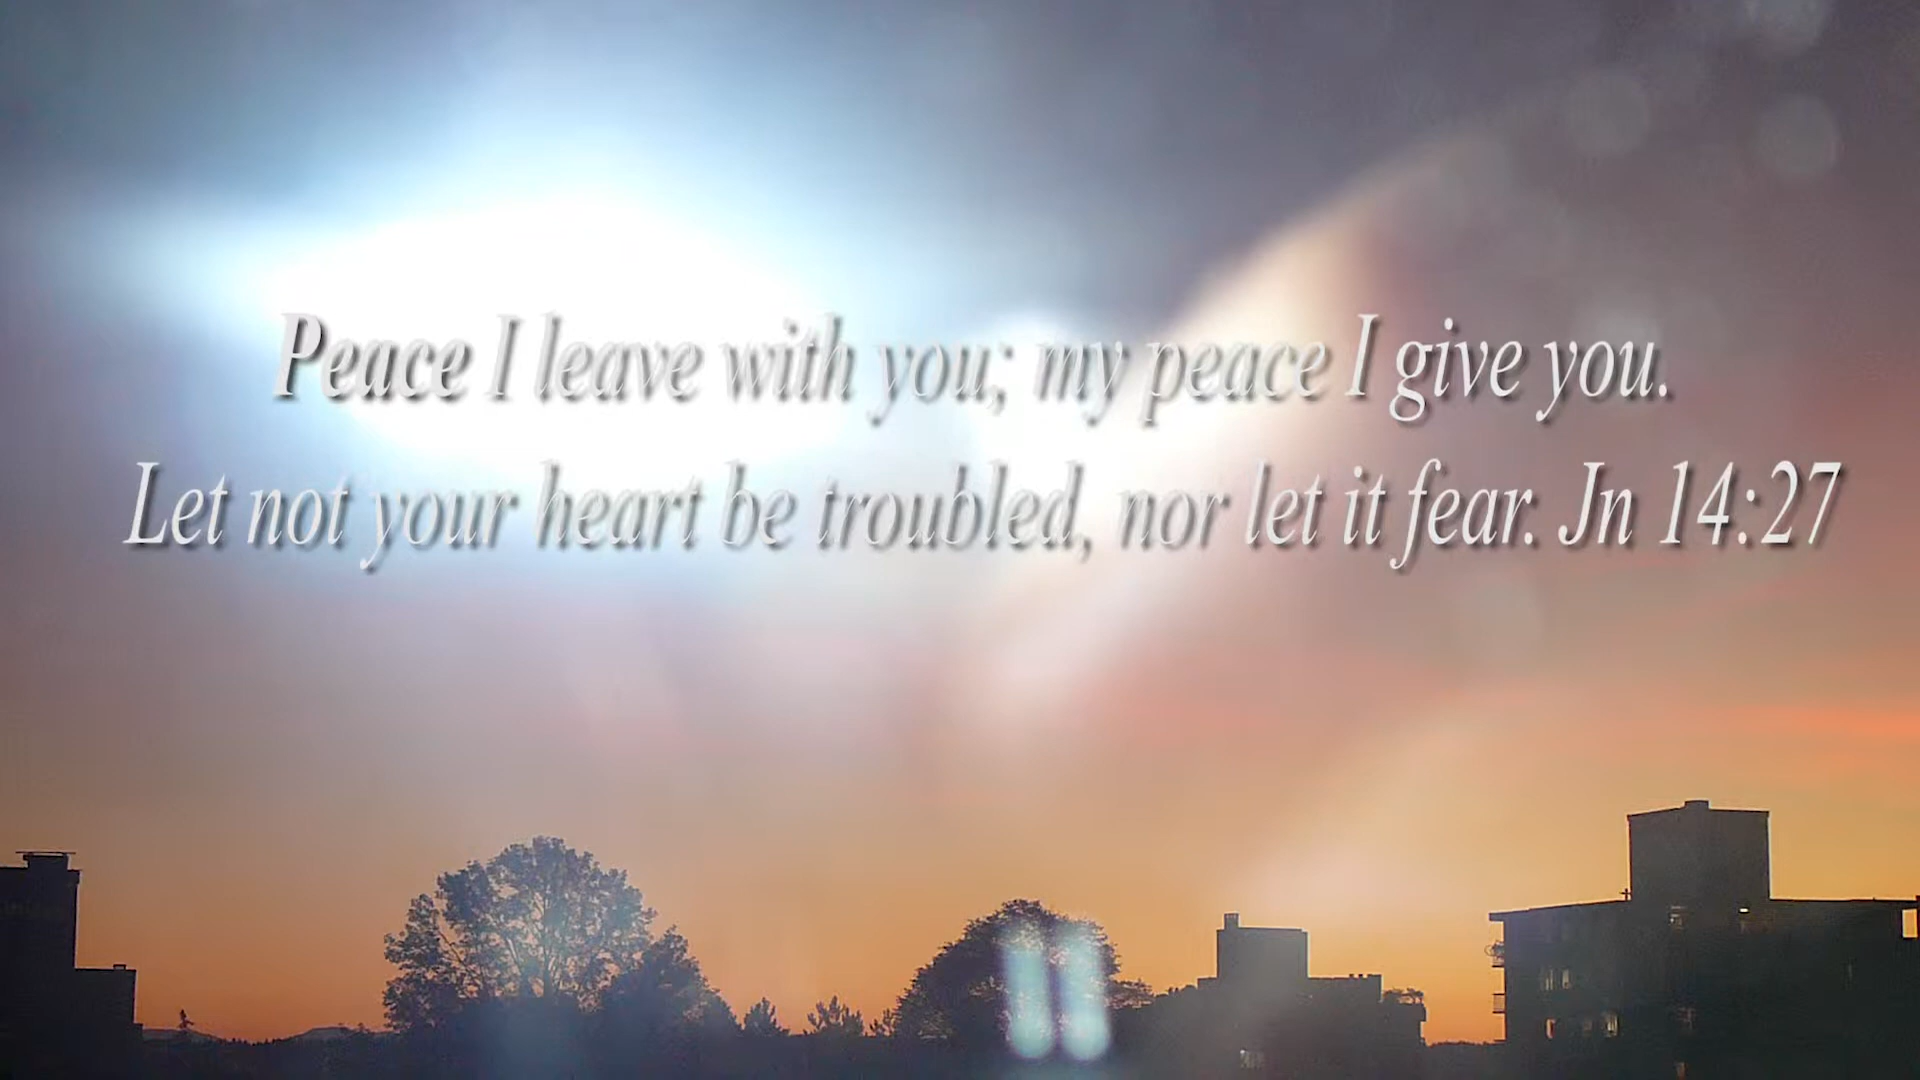 Peace I leave with you; my peace I give you.
Let not your heart be troubled, nor let it fear. Jn 14:27